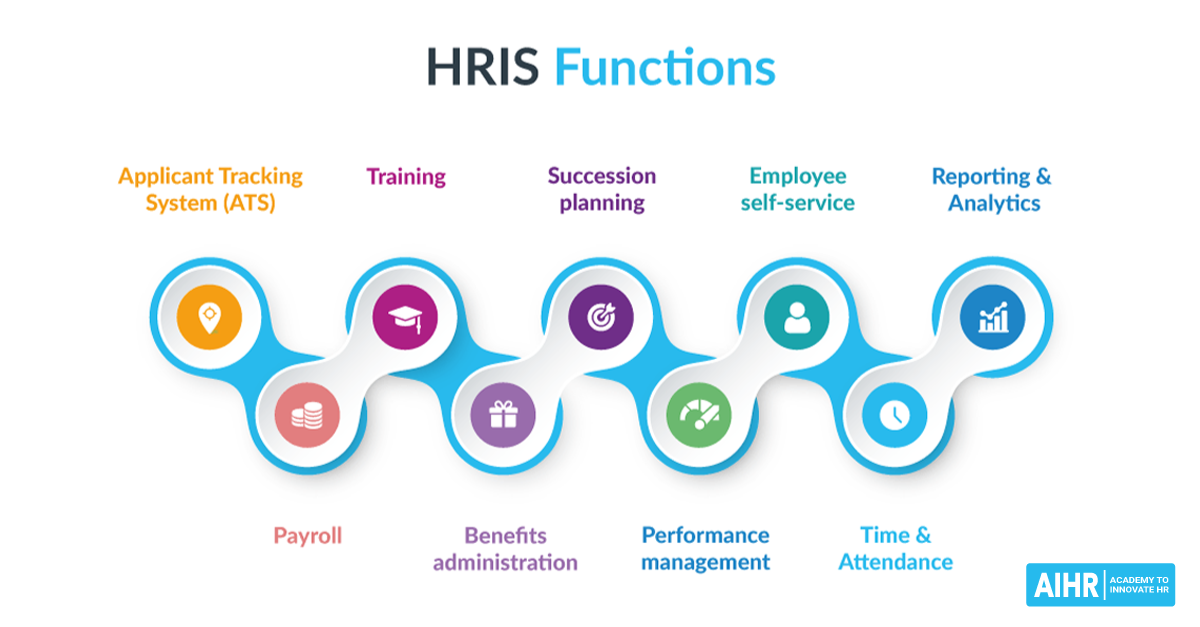 HRIS Functions
Applicant Tracking
System (ATS)
Training
Succession
planning
Employee
self-service
Reporting &
Analytics
Payroll
Benefits
administration
Performance
management
Time &
Attendance
AIHR
ACADEMY TO
INNOVATE HR